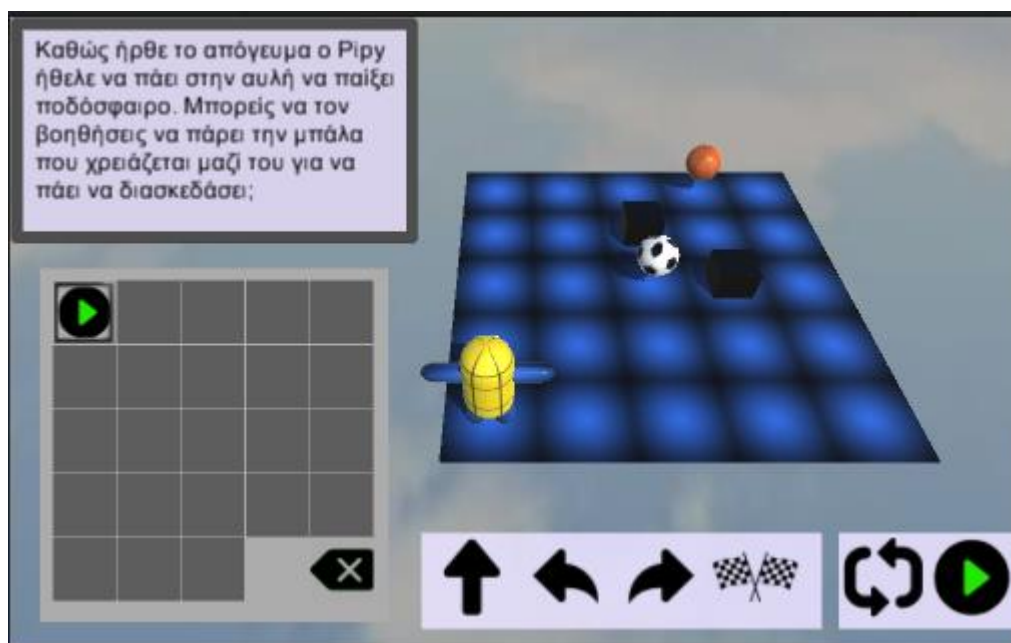 Καθώς ήρθε το απόγευμα ο Pipy
ήθελε να πάει στην αυλή να παίξει
ποδόσφαιρο. Μπορείς να τον
βοηθήσεις να πάρει την μπάλα
που χρειάζεται μαζί του για να
πάει να διασκεδάσει;